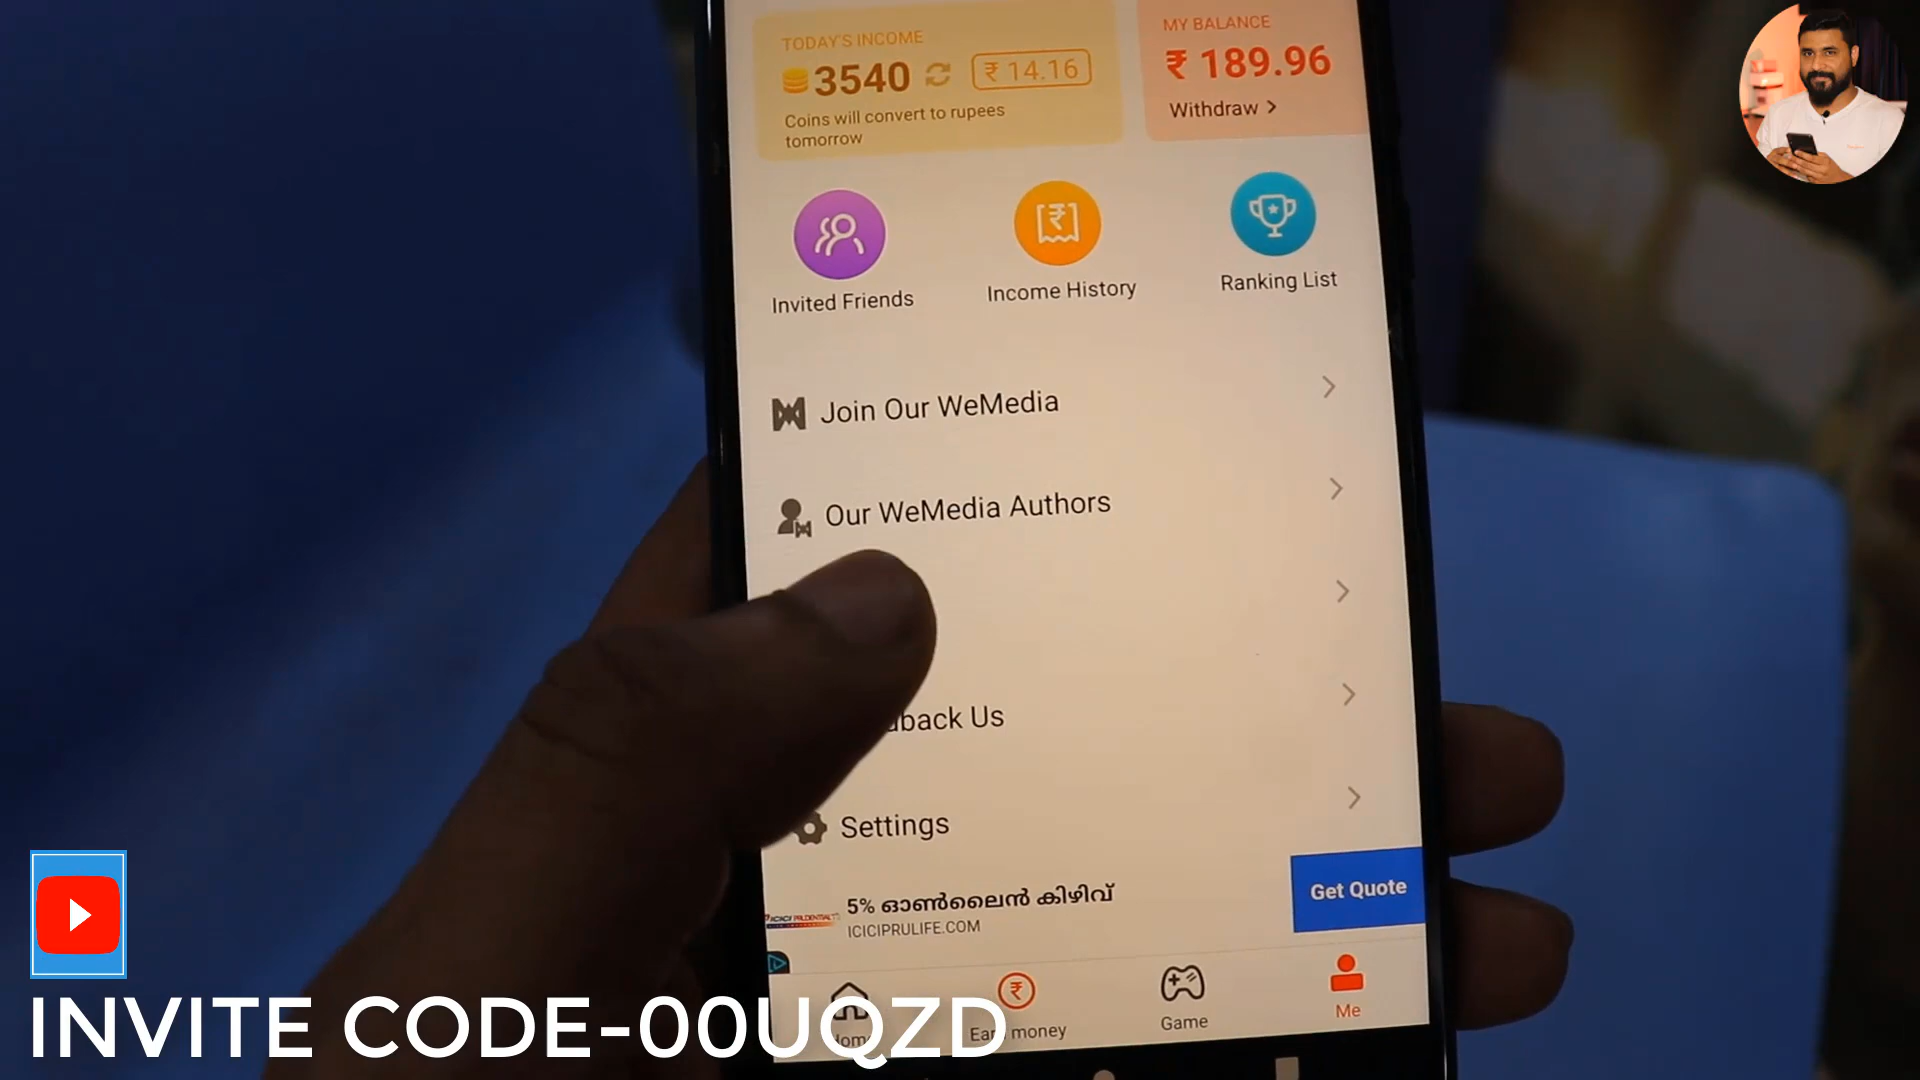 TODAY'S INCOME
3540
₹ 14.16
Coins will convert to rupees
tomorrow
MY BALANCE
₹ 189.96
Withdraw >
Invited Friends
Income History
Ranking List
Join Our WeMedia
Our WeMedia Authors
dback Us
Settings
5% ഓൺലൈൻ കിഴിവ്
ICICIPRULIFE.COM
Get Quote
ICICI PRUDENTIAL
money
Game
Me
INVITE CODE-00UQZD